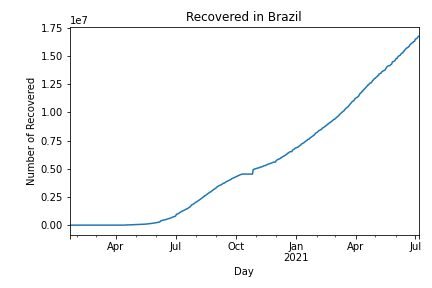 Recovered in Brazil
1e7
1.75
1.50
1.25
1.00
0.75
0.50
0.25
0.00
Number of Recovered
Apr Jul Oct Jan Apr Jul
2021
Day